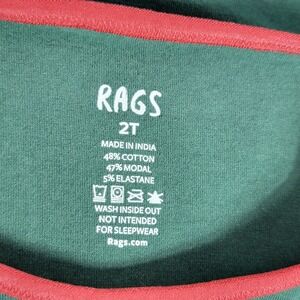 RAGS
2T
MADE IN INDIA
48% COTTON
47% MODAL
5% ELASTANE
WASH INSIDE OUT
NOT INTENDED
FOR SLEEPWEAR
Rags.com